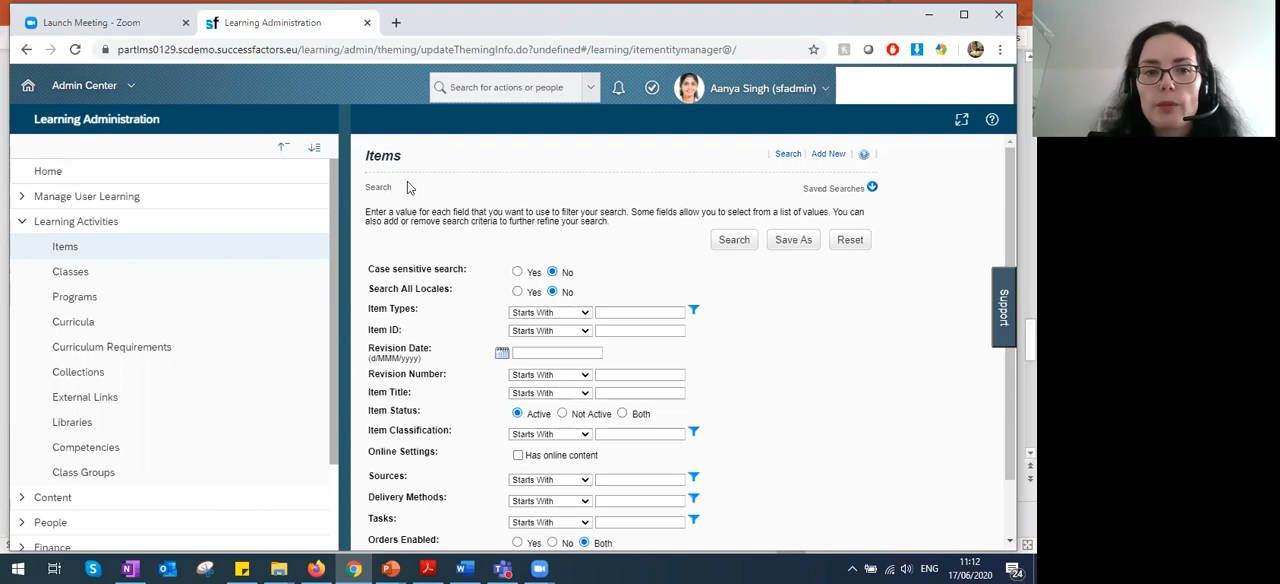 Launch Meeting - Zoom
sf Learning Administration
partlms0129.scdemo.successfactors.eu/learning/admin/theming/updateThemingInfo.do?undefined#/learning/itementitymanager@/
Admin Center
Search for actions or people
Aanya Singh (sfadmin)
Learning Administration
Home
Manage User Learning
Learning Activities
Items
Classes
Programs
Curricula
Curriculum Requirements
Collections
External Links
Libraries
Competencies
Class Groups
Content
People
Finance
Items
Search
Add New
Search
Saved Searches
Enter a value for each field that you want to use to filter your search. Some fields allow you to select from a list of values. You can
also add or remove search criteria to further refine your search.
Search Save As Reset
Case sensitive search: Yes No
Search All Locales: Yes No
Item Types: Starts With
Item ID: Starts With
Revision Date:
(d/MMM/yyyy)
Revision Number: Starts With
Item Title: Starts With
Item Status: Active Not Active Both
Item Classification: Starts With
Online Settings: Has online content
Sources: Starts With
Delivery Methods: Starts With
Tasks: Starts With
Orders Enabled: Yes No Both
Support
ENG
11:12
17/06/2020
24